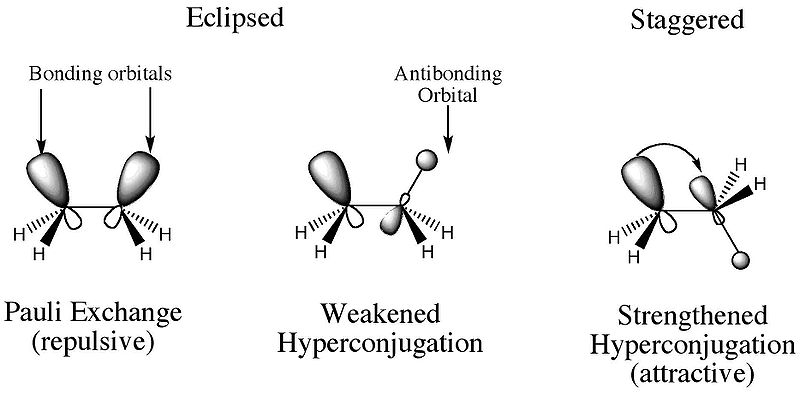 Eclipsed
Staggered
Bonding orbitals
Antibonding
Orbital
H
H
H
H
H
H
H
H
H
H
H
H
Pauli Exchange
(repulsive)
Weakened
Hyperconjugation
Strengthened
Hyperconjugation
(attractive)